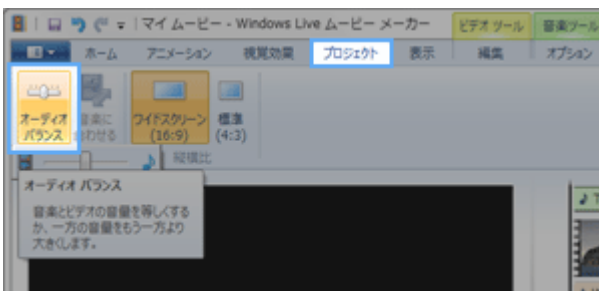 マイ ムービー - Windows Live ムービー メーカー
ビデオ ツール
音楽ツール
ホーム
アニメーション
視覚効果
プロジェクト
表示
編集
オプション
オーディオ
バランス
音楽に
合わせる
ワイドスクリーン
(16:9)
標準
(4:3)
縦横比
オーディオ バランス
音楽とビデオの音量を等しくする
か、一方の音量をもう一方より
大きくします。